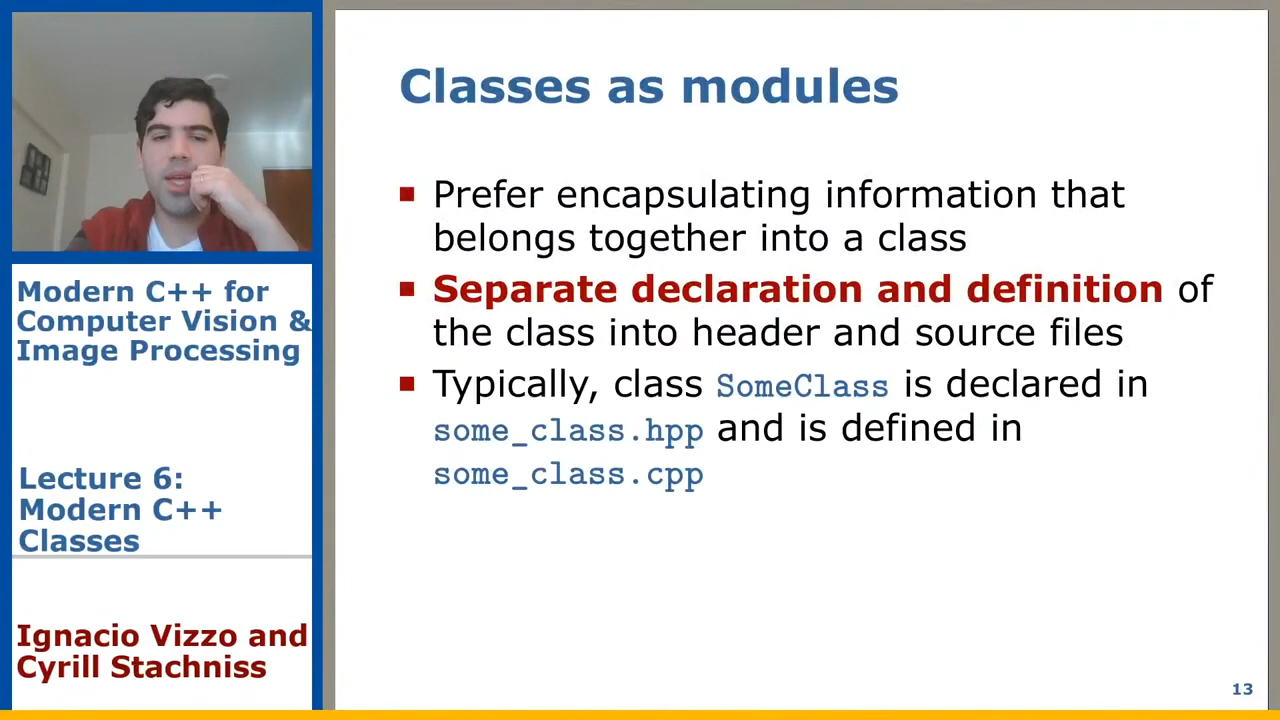 Classes as modules
Prefer encapsulating information that
belongs together into a class
Separate declaration and definition of
the class into header and source files
Typically, class SomeClass is declared in
some_class.hpp and is defined in
some_class.cpp
Modern C++ for
Computer Vision &
Image Processing
Lecture 6:
Modern C++
Classes
Ignacio Vizzo and
Cyrill Stachniss
13